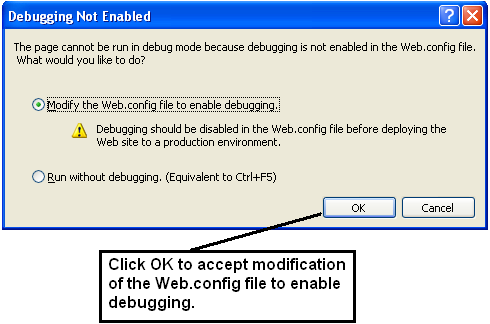 Debugging Not Enabled
The page cannot be run in debug mode because debugging is not enabled in the Web.config file.
What would you like to do?
Modify the Web.config file to enable debugging.
Debugging should be disabled in the Web.config file before deploying the
Web site to a production environment.
Run without debugging. (Equivalent to Ctrl+F5)
OK
Cancel
Click OK to accept modification
of the Web.config file to enable
debugging.